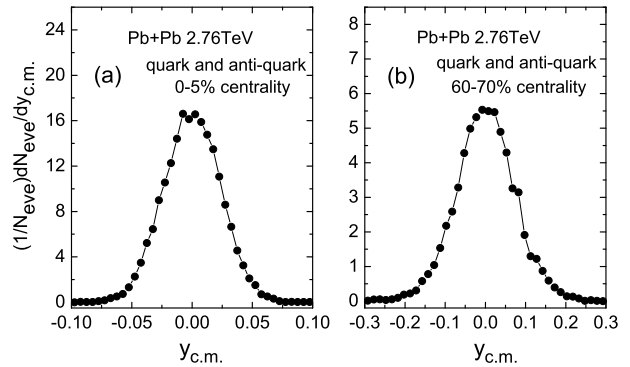 (1/N_eve)dN_eve/dy_c.m.
24
20
16
12
8
4
0
Pb+Pb 2.76TeV
(a)
quark and anti-quark
0-5% centrality
-0.10
-0.05
0.00
0.05
0.10
y_c.m.
8
7
6
5
4
3
2
1
0
Pb+Pb 2.76TeV
(b)
quark and anti-quark
60-70% centrality
-0.3
-0.2
-0.1
0.0
0.1
0.2
0.3
y_c.m.